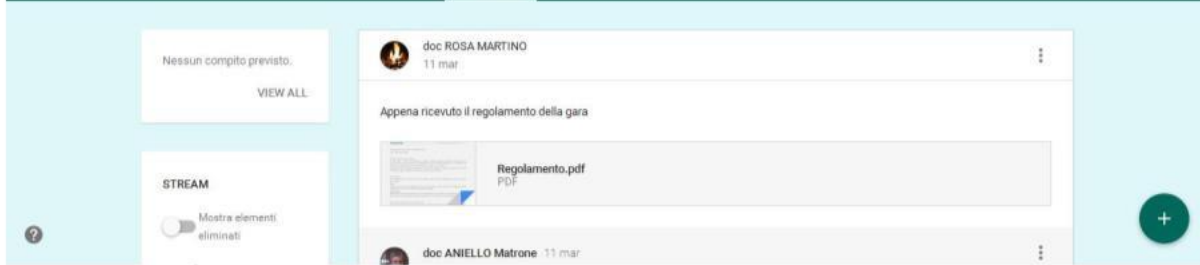 Nessun compito previsto.
VIEW ALL
STREAM
Mostra elementi
eliminati
doc ROSA MARTINO
11 mar
Appena ricevuto il regolamento della gara
Regolamento.pdf
PDF
doc ANIELLO Matrone 11 mar